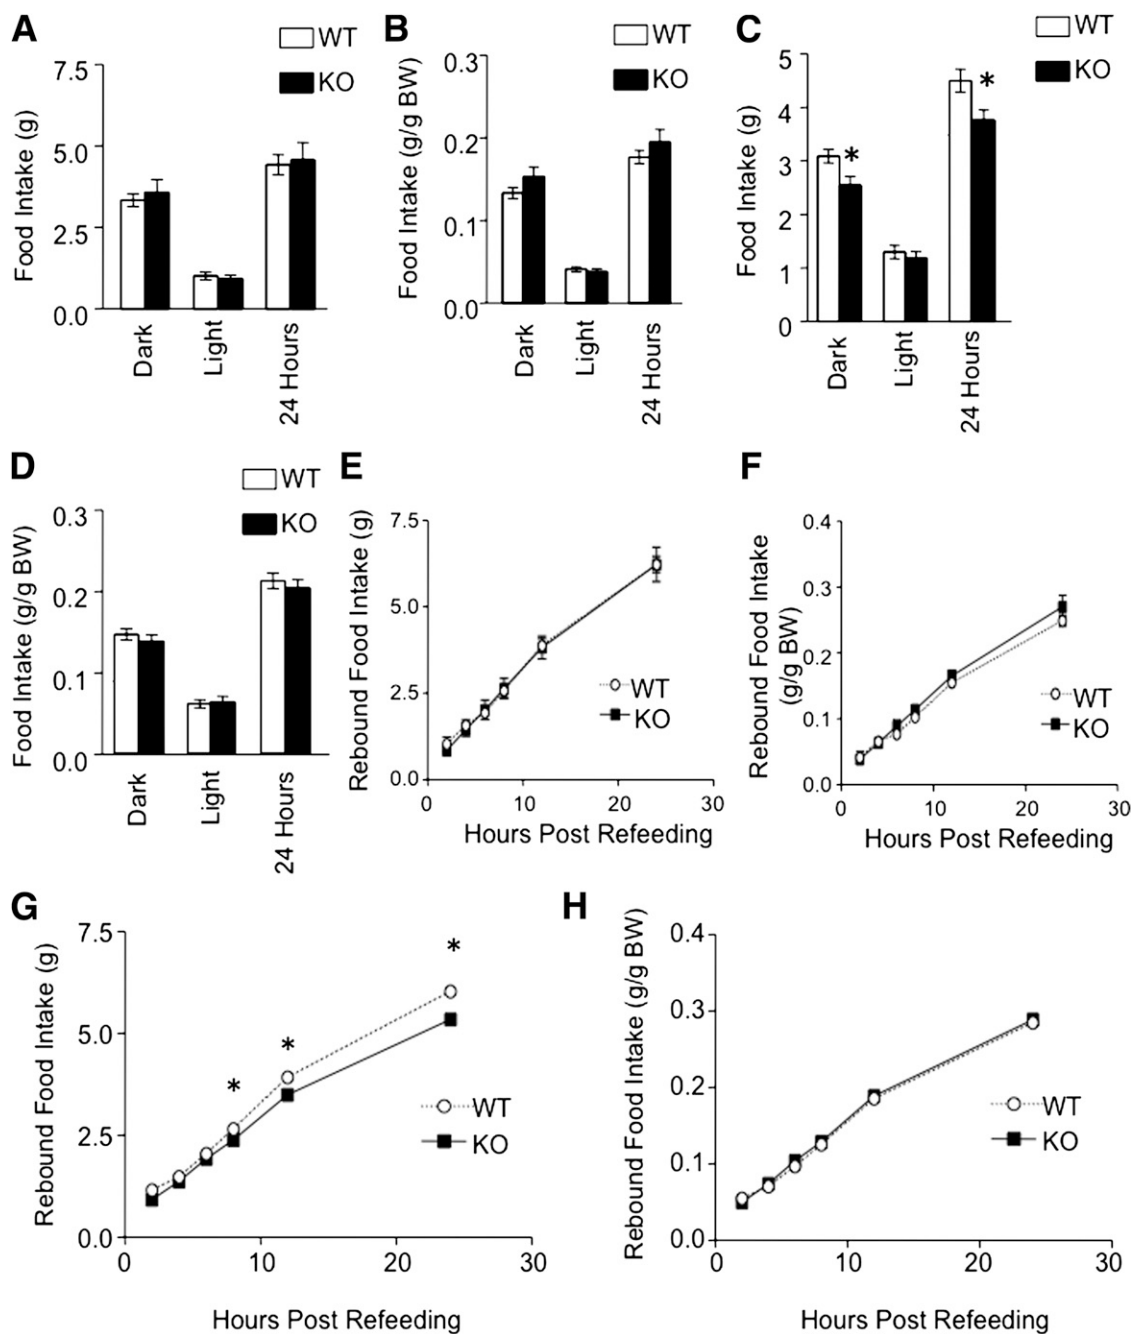 A
WT
KO
Food Intake (g)
7.5
5.0
2.5
0.0
Dark
Light
24 Hours
B
WT
KO
Food Intake (g/g BW)
0.3
0.2
0.1
0.0
Dark
Light
24 Hours
C
WT
KO
Food Intake (g)
5
4
3
2
1
0
*
*
Dark
Light
24 Hours
D
WT
KO
Food Intake (g/g BW)
0.3
0.2
0.1
0.0
Dark
Light
24 Hours
E
Rebound Food Intake (g)
7.5
5.0
2.5
0.0
WT
KO
0 10 20 30
Hours Post Refeeding
F
Rebound Food Intake
(g/g BW)
0.4
0.3
0.2
0.1
0.0
WT
KO
0 10 20 30
Hours Post Refeeding
G
Rebound Food Intake (g)
7.5
5.0
2.5
0.0
*
*
*
WT
KO
0 10 20 30
Hours Post Refeeding
H
Rebound Food Intake (g/g BW)
0.4
0.3
0.2
0.1
0.0
WT
KO
0 10 20 30
Hours Post Refeeding